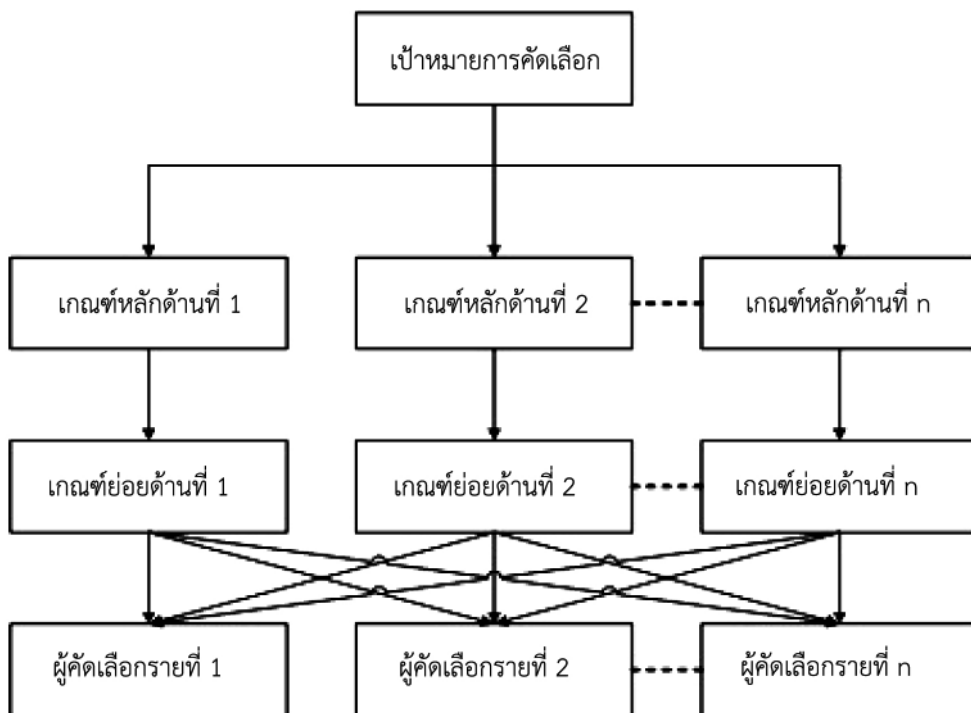 เป้าหมายการคัดเลือก
เกณฑ์หลักด้านที่ 1
เกณฑ์หลักด้านที่ 2
เกณฑ์หลักด้านที่ n
เกณฑ์ย่อยด้านที่ 1
เกณฑ์ย่อยด้านที่ 2
เกณฑ์ย่อยด้านที่ n
ผู้คัดเลือกรายที่ 1
ผู้คัดเลือกรายที่ 2
ผู้คัดเลือกรายที่ n